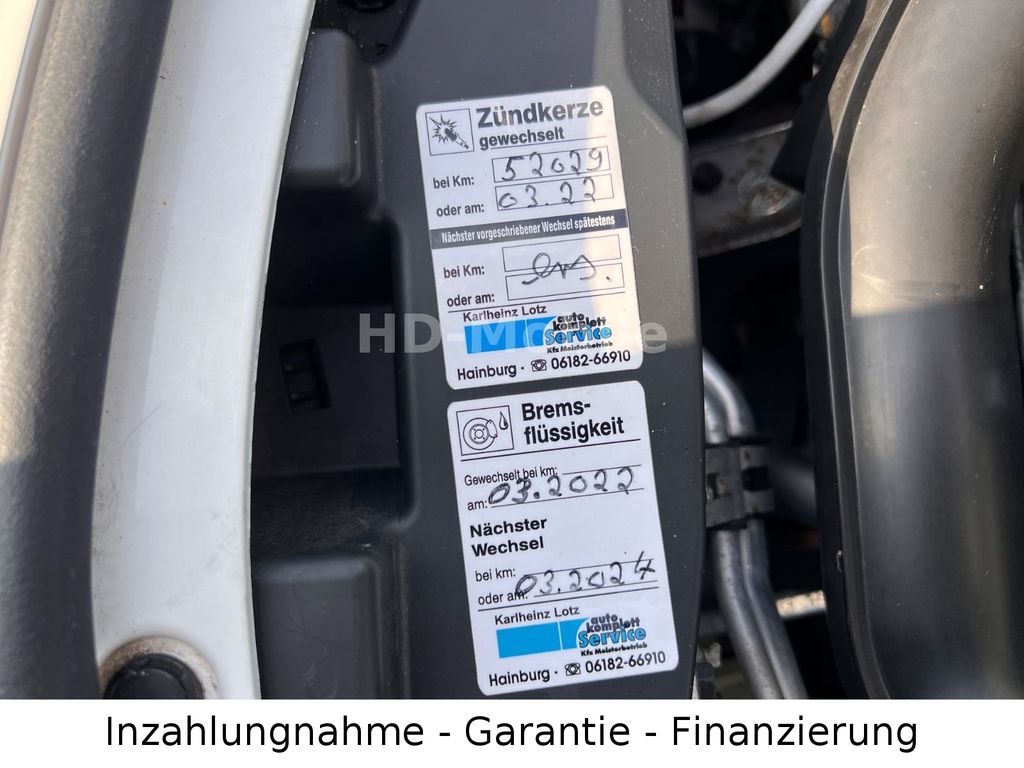 Zündkerze
gewechselt
bei Km: 52029
oder am: 03.22
Nächster vorgeschriebener Wechsel spätestens
bei Km:
oder am:
Karlheinz Lotz
auto
komplett
Service
Kfz Meisterbetrieb
Hainburg · ☎ 06182-66910
Brems-
flüssigkeit
Gewechselt bei km:
am: 03.2022
Nächster
Wechsel
bei km:
oder am: 03.2024
Karlheinz Lotz
auto
komplett
Service
Kfz Meisterbetrieb
Hainburg · ☎ 06182-66910
Inzahlungnahme - Garantie - Finanzierung